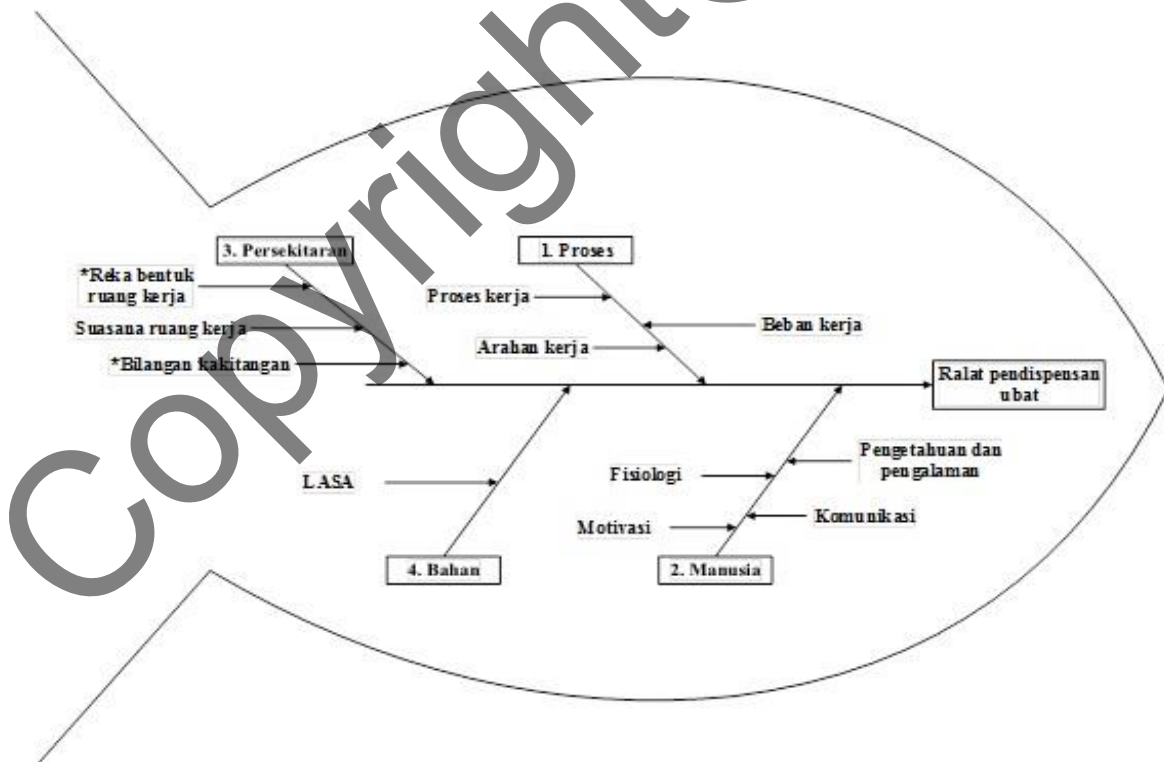 Copyright
3. Persekitaran
1. Proses
*Reka bentuk
ruang kerja
Proses kerja
Suasana ruang kerja
Beban kerja
Arahan kerja
*Bilangan kakitangan
Ralat pendispensan
ubat
Pengetahuan dan
pengalaman
LASA
Fisiologi
Komunikasi
Motivasi
4. Bahan
2. Manusia